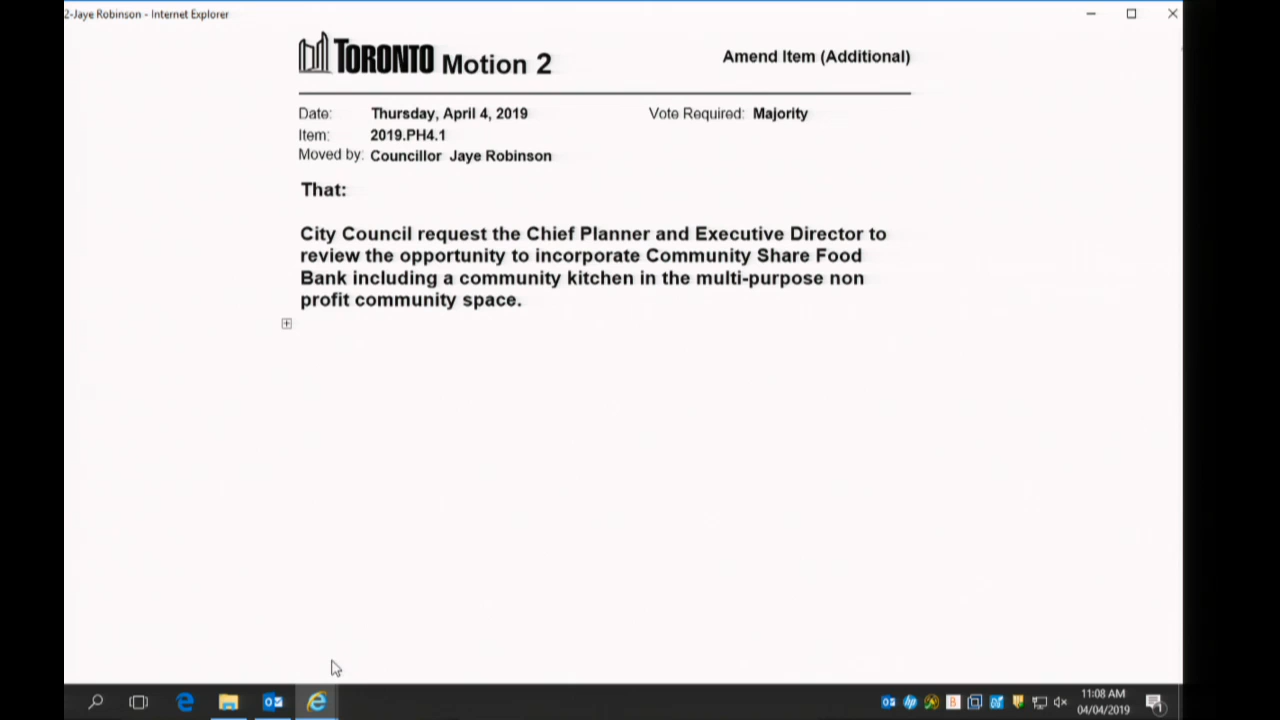 2-Jaye Robinson - Internet Explorer
TORONTO Motion 2
Amend Item (Additional)
Date: Thursday, April 4, 2019
Vote Required: Majority
Item: 2019.PH4.1
Moved by: Councillor Jaye Robinson
That:
City Council request the Chief Planner and Executive Director to
review the opportunity to incorporate Community Share Food
Bank including a community kitchen in the multi-purpose non
profit community space.
11:08 AM
04/04/2019